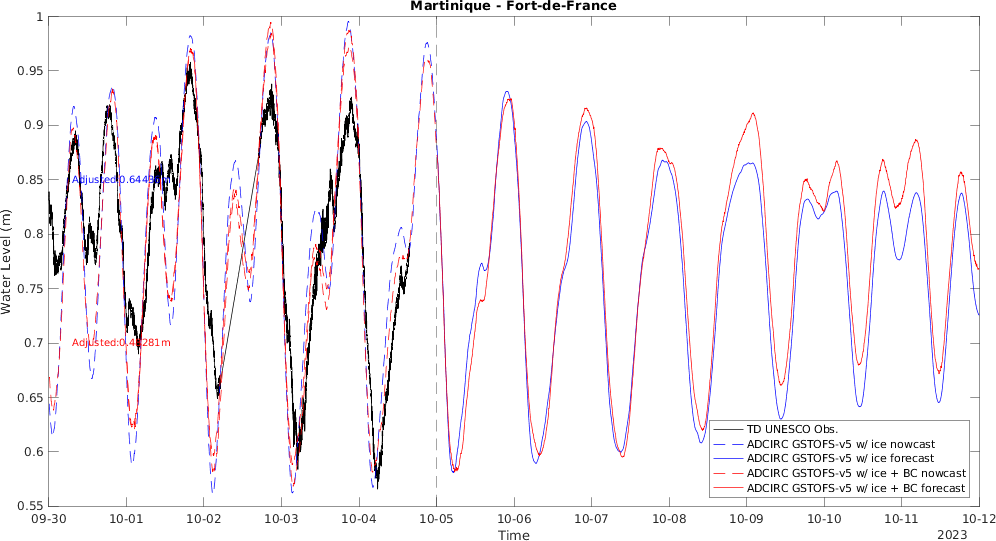 Martinique - Fort-de-France
1
0.95
0.9
0.85
0.8
0.75
0.7
0.65
0.6
0.55
Water Level (m)
Adjusted:
Adjusted:
TD UNESCO Obs.
ADCIRC GSTOFS-v5 w/ ice nowcast
ADCIRC GSTOFS-v5 w/ ice forecast
ADCIRC GSTOFS-v5 w/ ice + BC nowcast
ADCIRC GSTOFS-v5 w/ ice + BC forecast
09-30 10-01 10-02 10-03 10-04 10-05 10-06 10-07 10-08 10-09 10-10 10-11 10-12
Time
2023